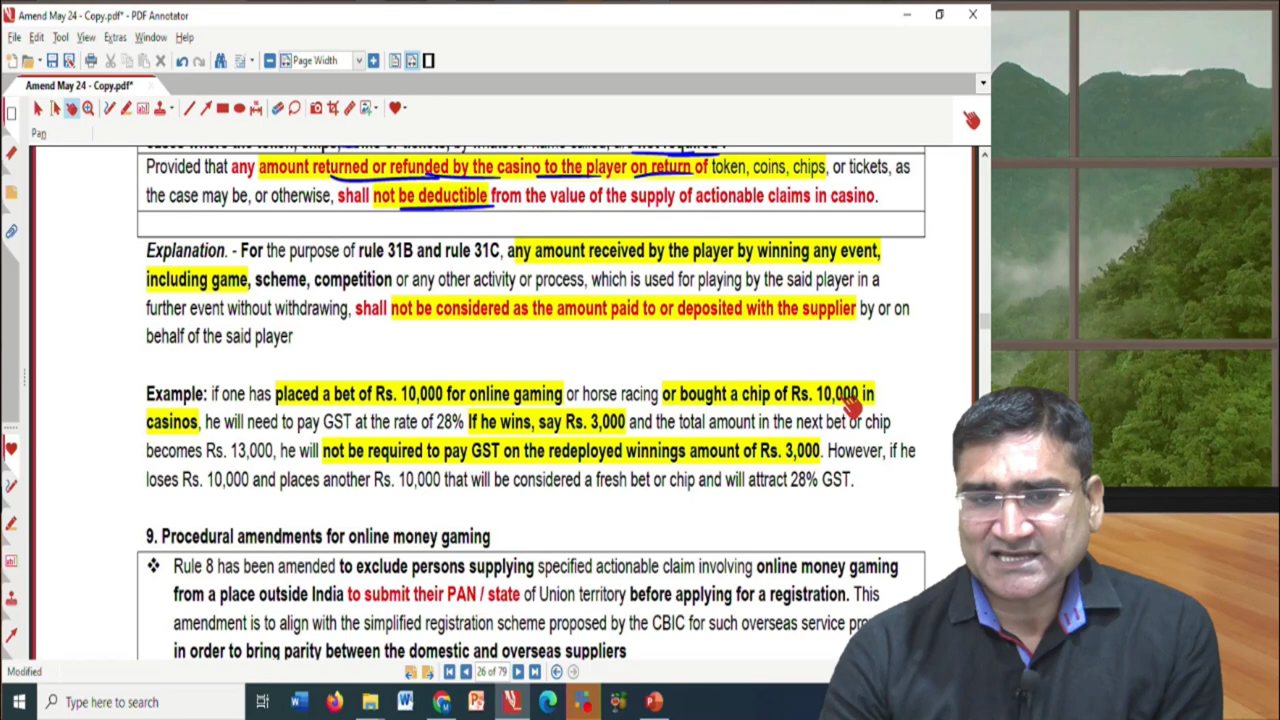 Amend May 24 - Copy.pdf* - PDF Annotator
File Edit Tool View Extras Window Help
Page Width
Amend May 24 - Copy.pdf*
Pan
Provided that any amount returned or refunded by the casino to the player on return of token, coins, chips, or tickets, as
the case may be, or otherwise, shall not be deductible from the value of the supply of actionable claims in casino.
Explanation. - For the purpose of rule 31B and rule 31C, any amount received by the player by winning any event,
including game, scheme, competition or any other activity or process, which is used for playing by the said player in a
further event without withdrawing, shall not be considered as the amount paid to or deposited with the supplier by or on
behalf of the said player
Example: if one has placed a bet of Rs. 10,000 for online gaming or horse racing or bought a chip of Rs. 10,000 in
casinos, he will need to pay GST at the rate of 28% If he wins, say Rs. 3,000 and the total amount in the next bet or chip
becomes Rs. 13,000, he will not be required to pay GST on the redeployed winnings amount of Rs. 3,000. However, if he
loses Rs. 10,000 and places another Rs. 10,000 that will be considered a fresh bet or chip and will attract 28% GST.
9. Procedural amendments for online money gaming
❖ Rule 8 has been amended to exclude persons supplying specified actionable claim involving online money gaming
from a place outside India to submit their PAN / state of Union territory before applying for a registration. This
amendment is to align with the simplified registration scheme proposed by the CBIC for such overseas service
in order to bring parity between the domestic and overseas suppliers
Modified
26 of 79
Type here to search